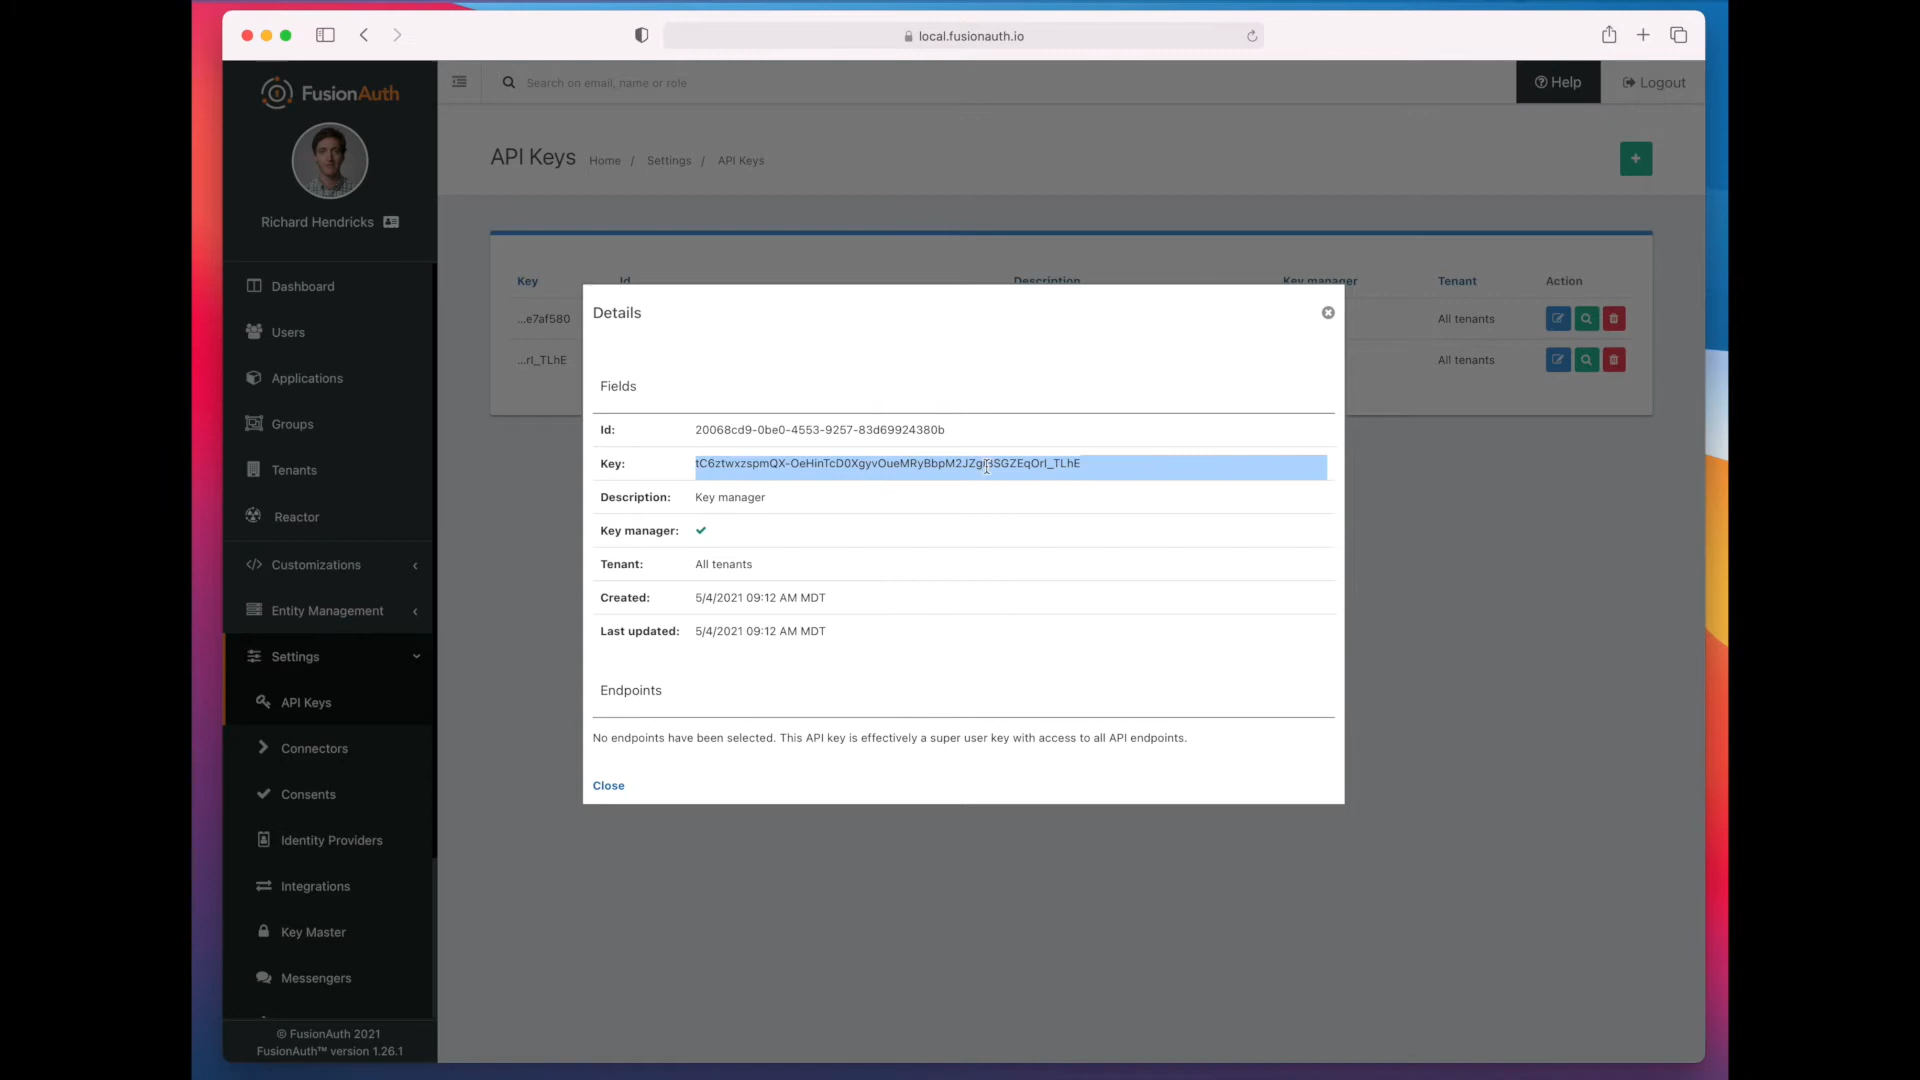 local.fusionauth.io
FusionAuth
Search on email, name or role
Help
Logout
API Keys Home / Settings / API Keys
Richard Hendricks
Key Id Description Key manager Tenant Action
...e7af580 All tenants
...rl_TLhE All tenants
Dashboard
Users
Applications
Groups
Tenants
Reactor
Customizations
Entity Management
Settings
API Keys
Connectors
Consents
Identity Providers
Integrations
Key Master
Messengers
© FusionAuth 2021
FusionAuth™ version 1.26.1
Details
Fields
Id: 20068cd9-0be0-4553-9257-83d69924380b
Key:
Description: Key manager
Key manager:
Tenant: All tenants
Created: 5/4/2021 09:12 AM MDT
Last updated: 5/4/2021 09:12 AM MDT
Endpoints
No endpoints have been selected. This API key is effectively a super user key with access to all API endpoints.
Close